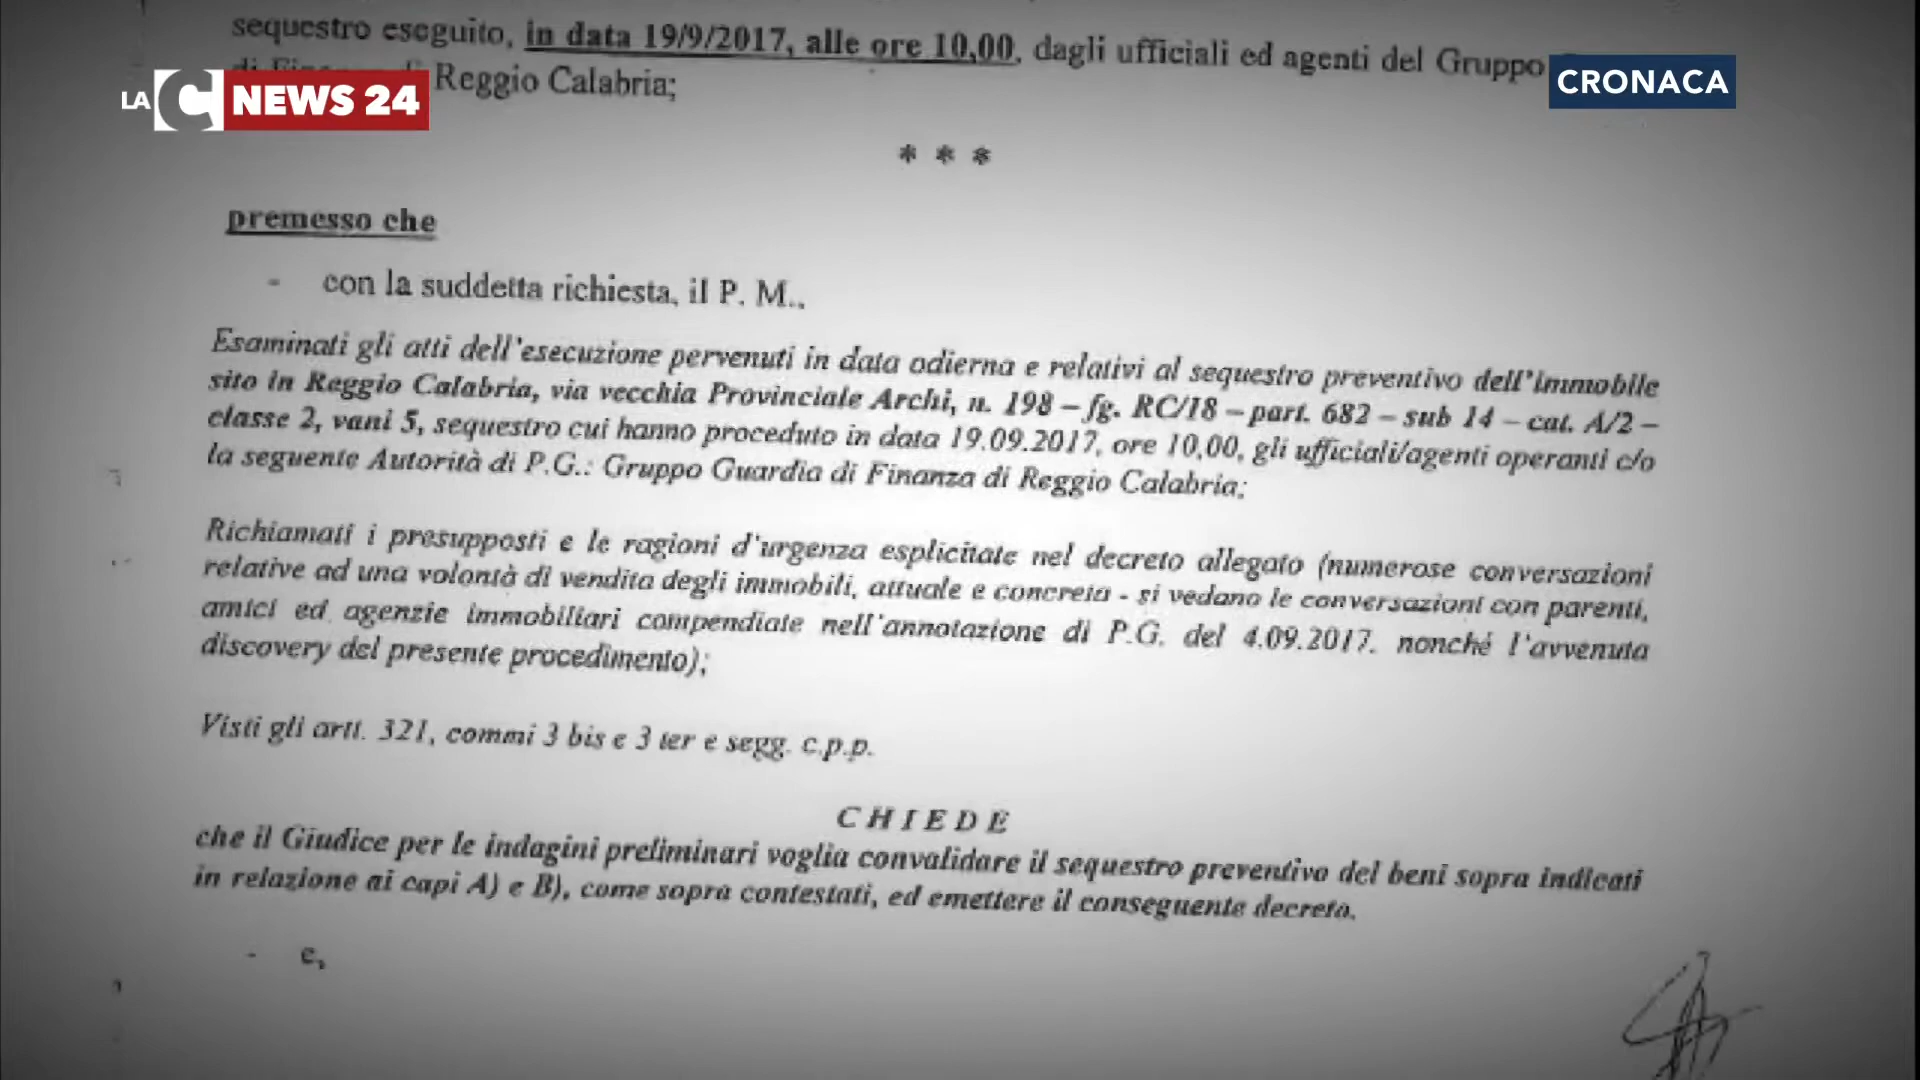 sequestro eseguito, in data 19/9/2017, alle ore 10,00, dagli ufficiali ed agenti del Gruppo
Reggio Calabria;
LA C NEWS 24
CRONACA
* * *
premesso che
- con la suddetta richiesta, il P. M.,
Esaminati gli atti dell'esecuzione pervenuti in data odierna e relativi al sequestro preventivo dell'immobile
sito in Reggio Calabria, via vecchia Provinciale Archi, n. 198 – fg. RC/18 – part. 682 – sub 14 – cat. A/2 –
classe 2, vani 5, sequestro cui hanno proceduto in data 19.09.2017, ore 10,00, gli ufficiali/agenti operanti c/o
la seguente Autorità di P.G.: Gruppo Guardia di Finanza di Reggio Calabria;
Richiamati i presupposti e le ragioni d'urgenza esplicitate nel decreto allegato (numerose conversazioni
relative ad una volontà di vendita degli immobili, attuale e concreta - si vedano le conversazioni con parenti,
amici ed agenzie immobiliari compendiate nell'annotazione di P.G. del 4.09.2017. nonché l'avvenuta
discovery del presente procedimento);
Visti gli artt. 321, commi 3 bis e 3 ter e segg. c.p.p.
CHIEDE
che il Giudice per le indagini preliminari voglia convalidare il sequestro preventivo dei beni sopra indicati
in relazione ai capi A) e B), come sopra contestati, ed emettere il conseguente decreto.
- e,